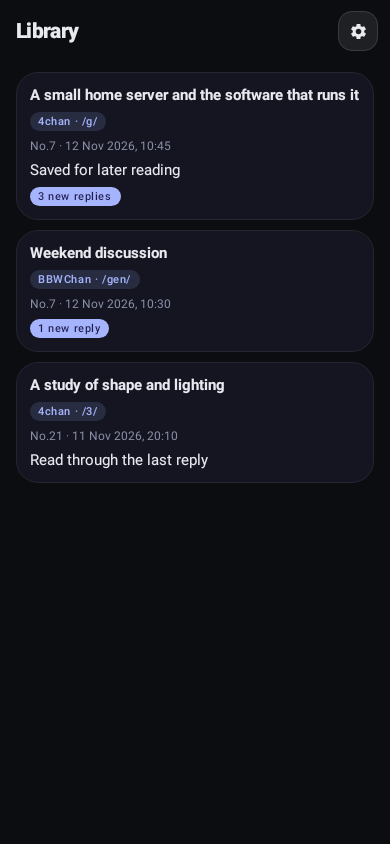 Library
A small home server and the software that runs it
4chan · /g/
No.7 · 12 Nov 2026, 10:45
Saved for later reading
3 new replies
Weekend discussion
BBWChan · /gen/
No.7 · 12 Nov 2026, 10:30
1 new reply
A study of shape and lighting
4chan · /3/
No.21 · 11 Nov 2026, 20:10
Read through the last reply